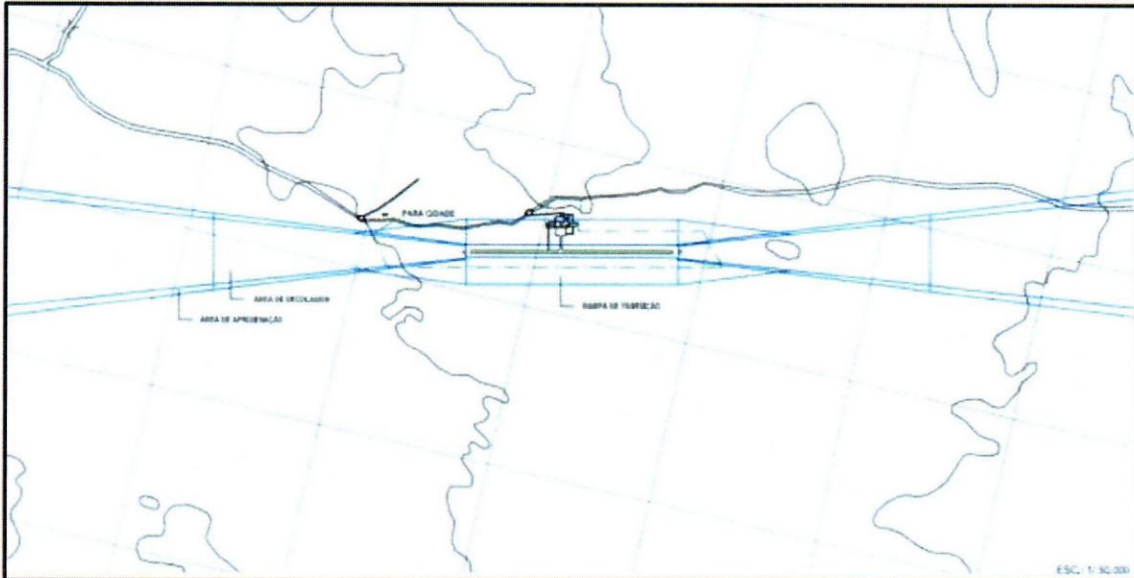 PARA CIDADE
ÁREA DE DECOLAGEM
ÁREA DE APROXIMAÇÃO
RAMPA DE TRANSIÇÃO
ESC.: 1/ 50.000